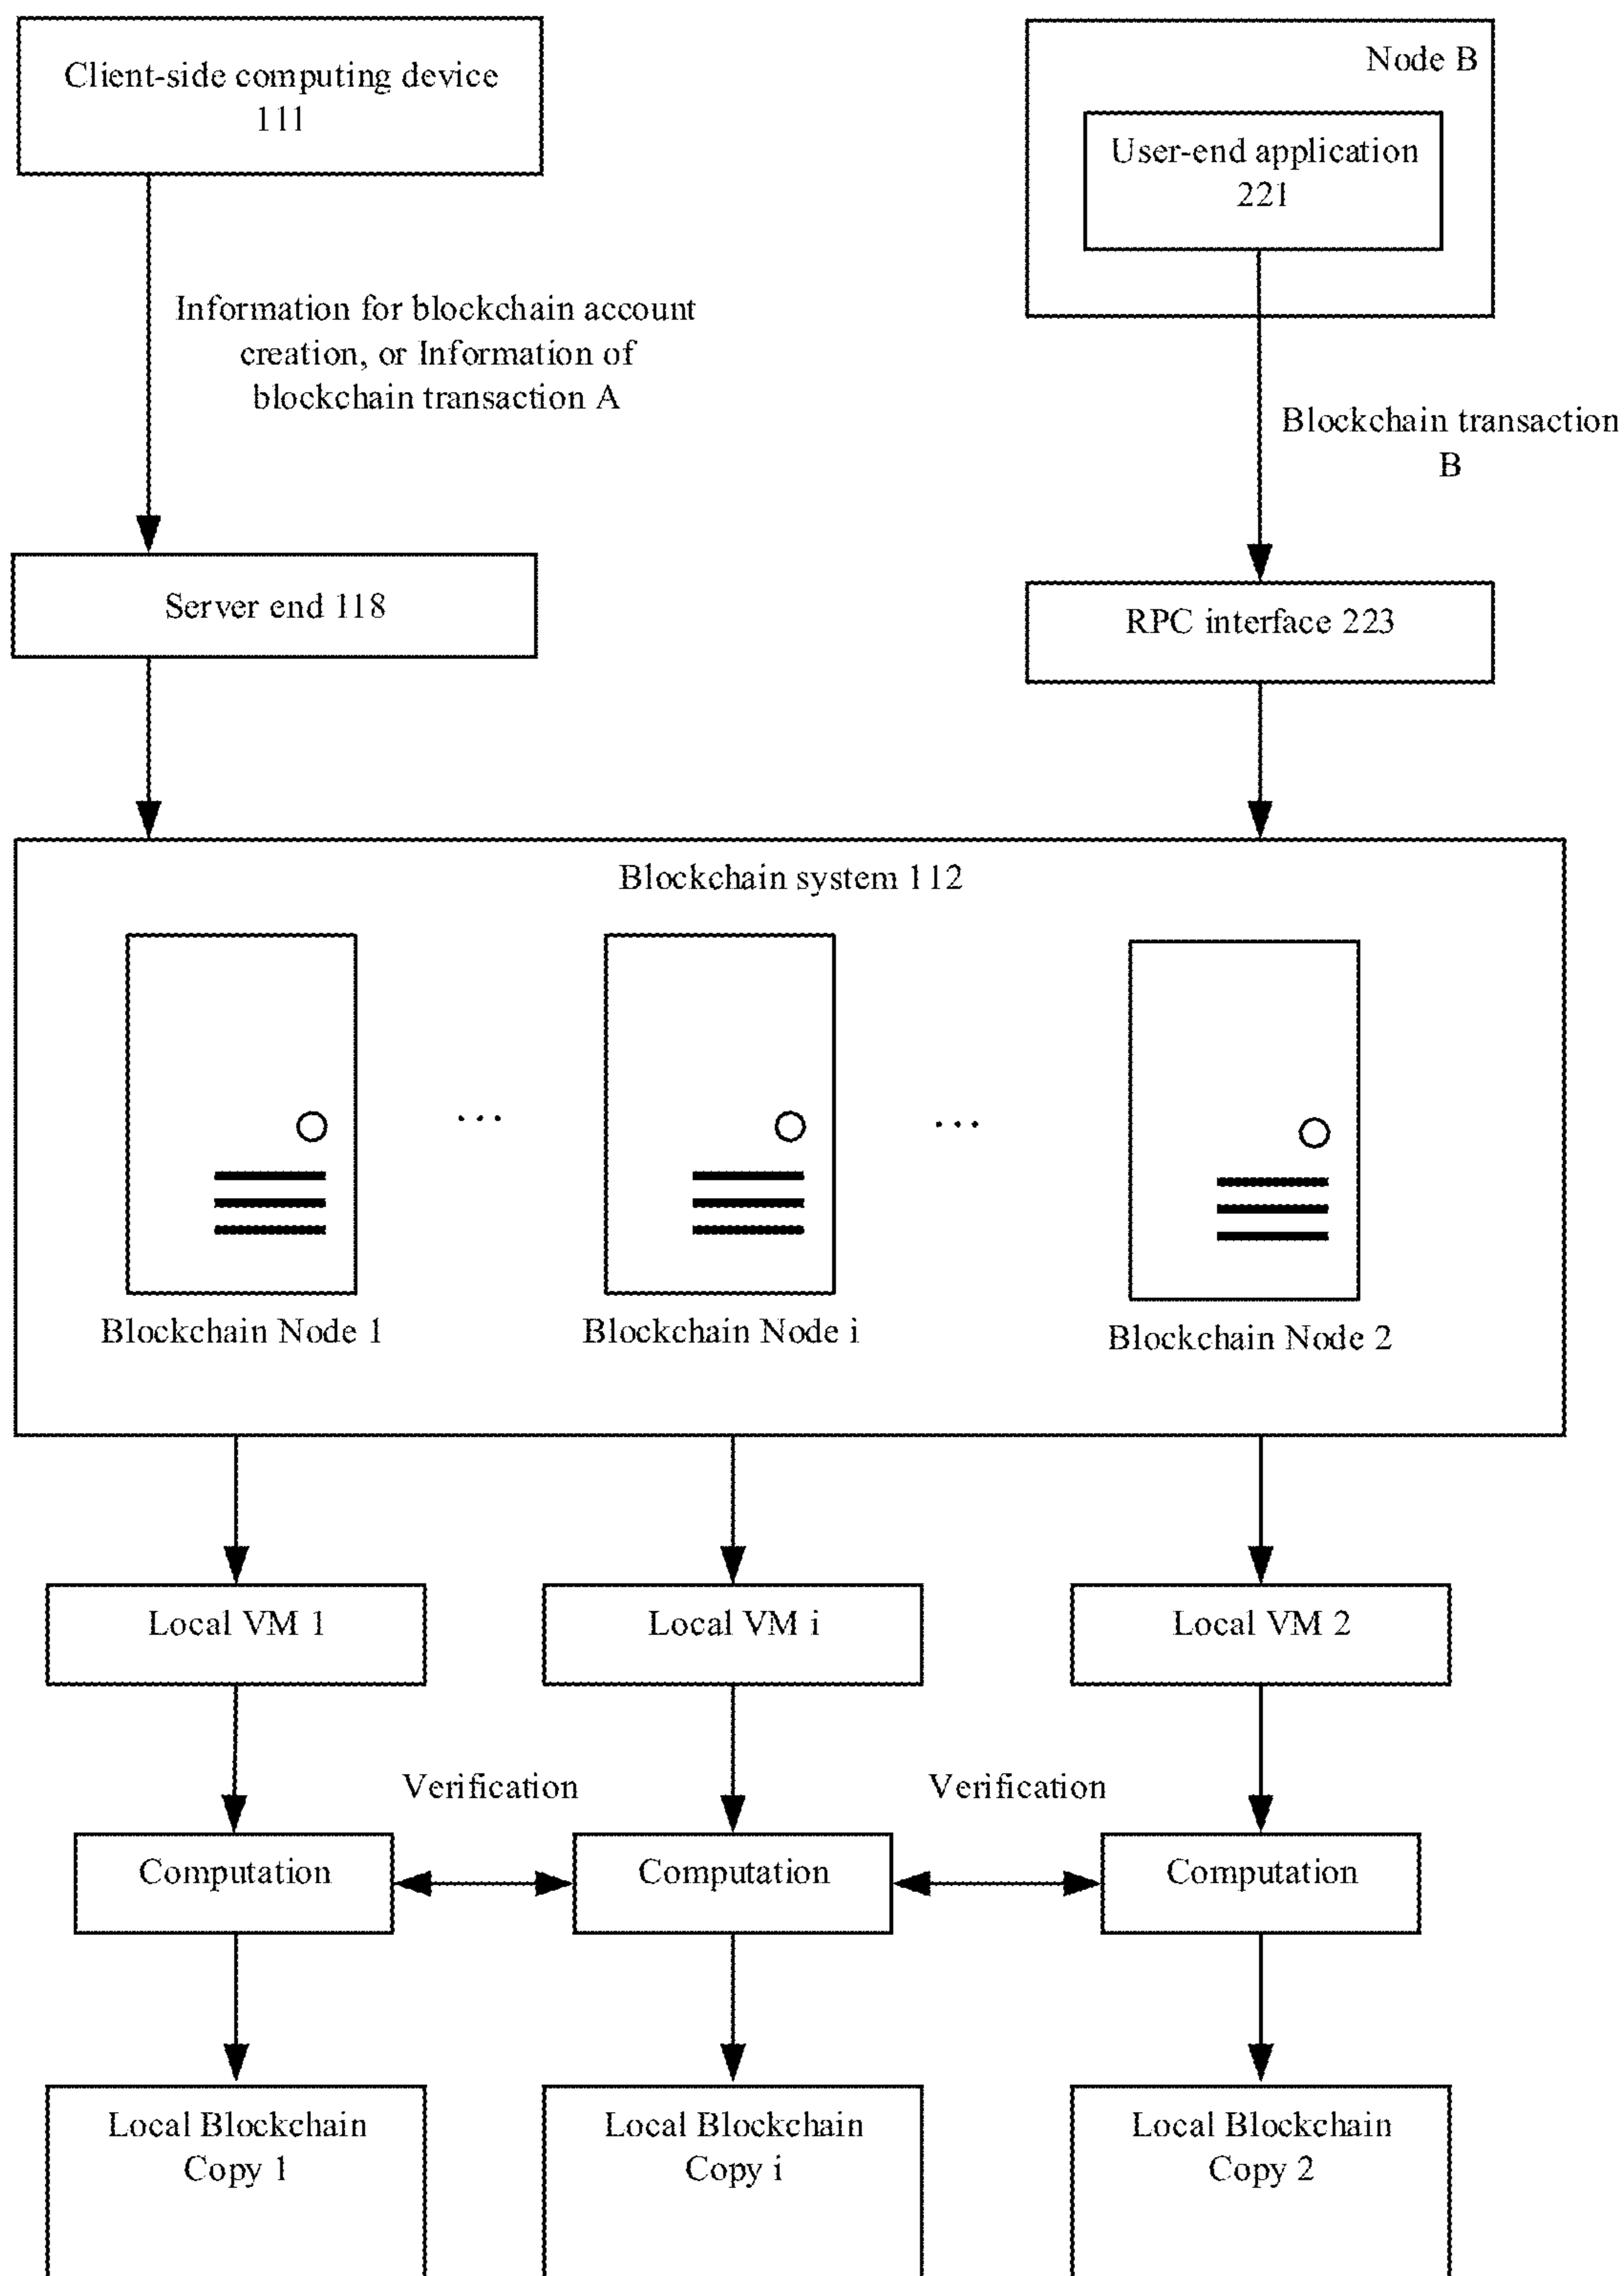 Client-side computing device
111
Node B
User-end application
221
Information for blockchain account
creation, or Information of
blockchain transaction A
Blockchain transaction
B
Server end 118
RPC interface 223
Blockchain system 112
...
...
Blockchain Node 1
Blockchain Node i
Blockchain Node 2
Local VM 1
Local VM i
Local VM 2
Verification
Verification
Computation
Computation
Computation
Local Blockchain
Copy 1
Local Blockchain
Copy i
Local Blockchain
Copy 2